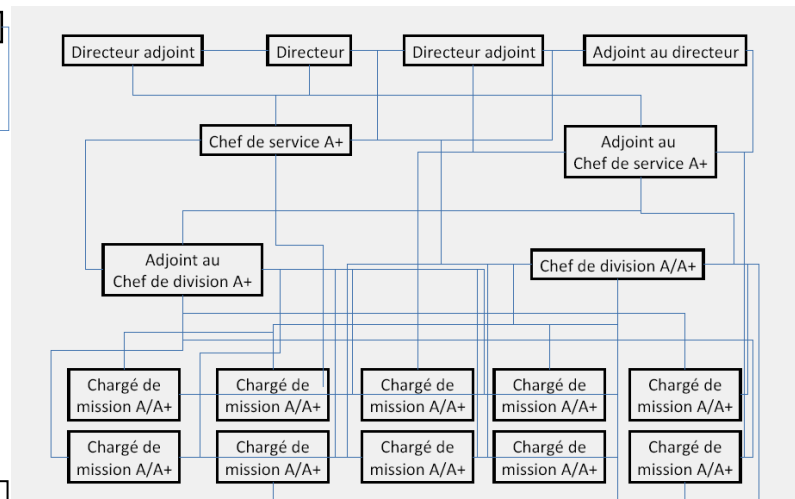 Directeur adjoint
Directeur
Directeur adjoint
Adjoint au directeur
Chef de service A+
Adjoint au
Chef de service A+
Adjoint au
Chef de division A+
Chef de division A/A+
Chargé de
mission A/A+
Chargé de
mission A/A+
Chargé de
mission A/A+
Chargé de
mission A/A+
Chargé de
mission A/A+
Chargé de
mission A/A+
Chargé de
mission A/A+
Chargé de
mission A/A+
Chargé de
mission A/A+
Chargé de
mission A/A+